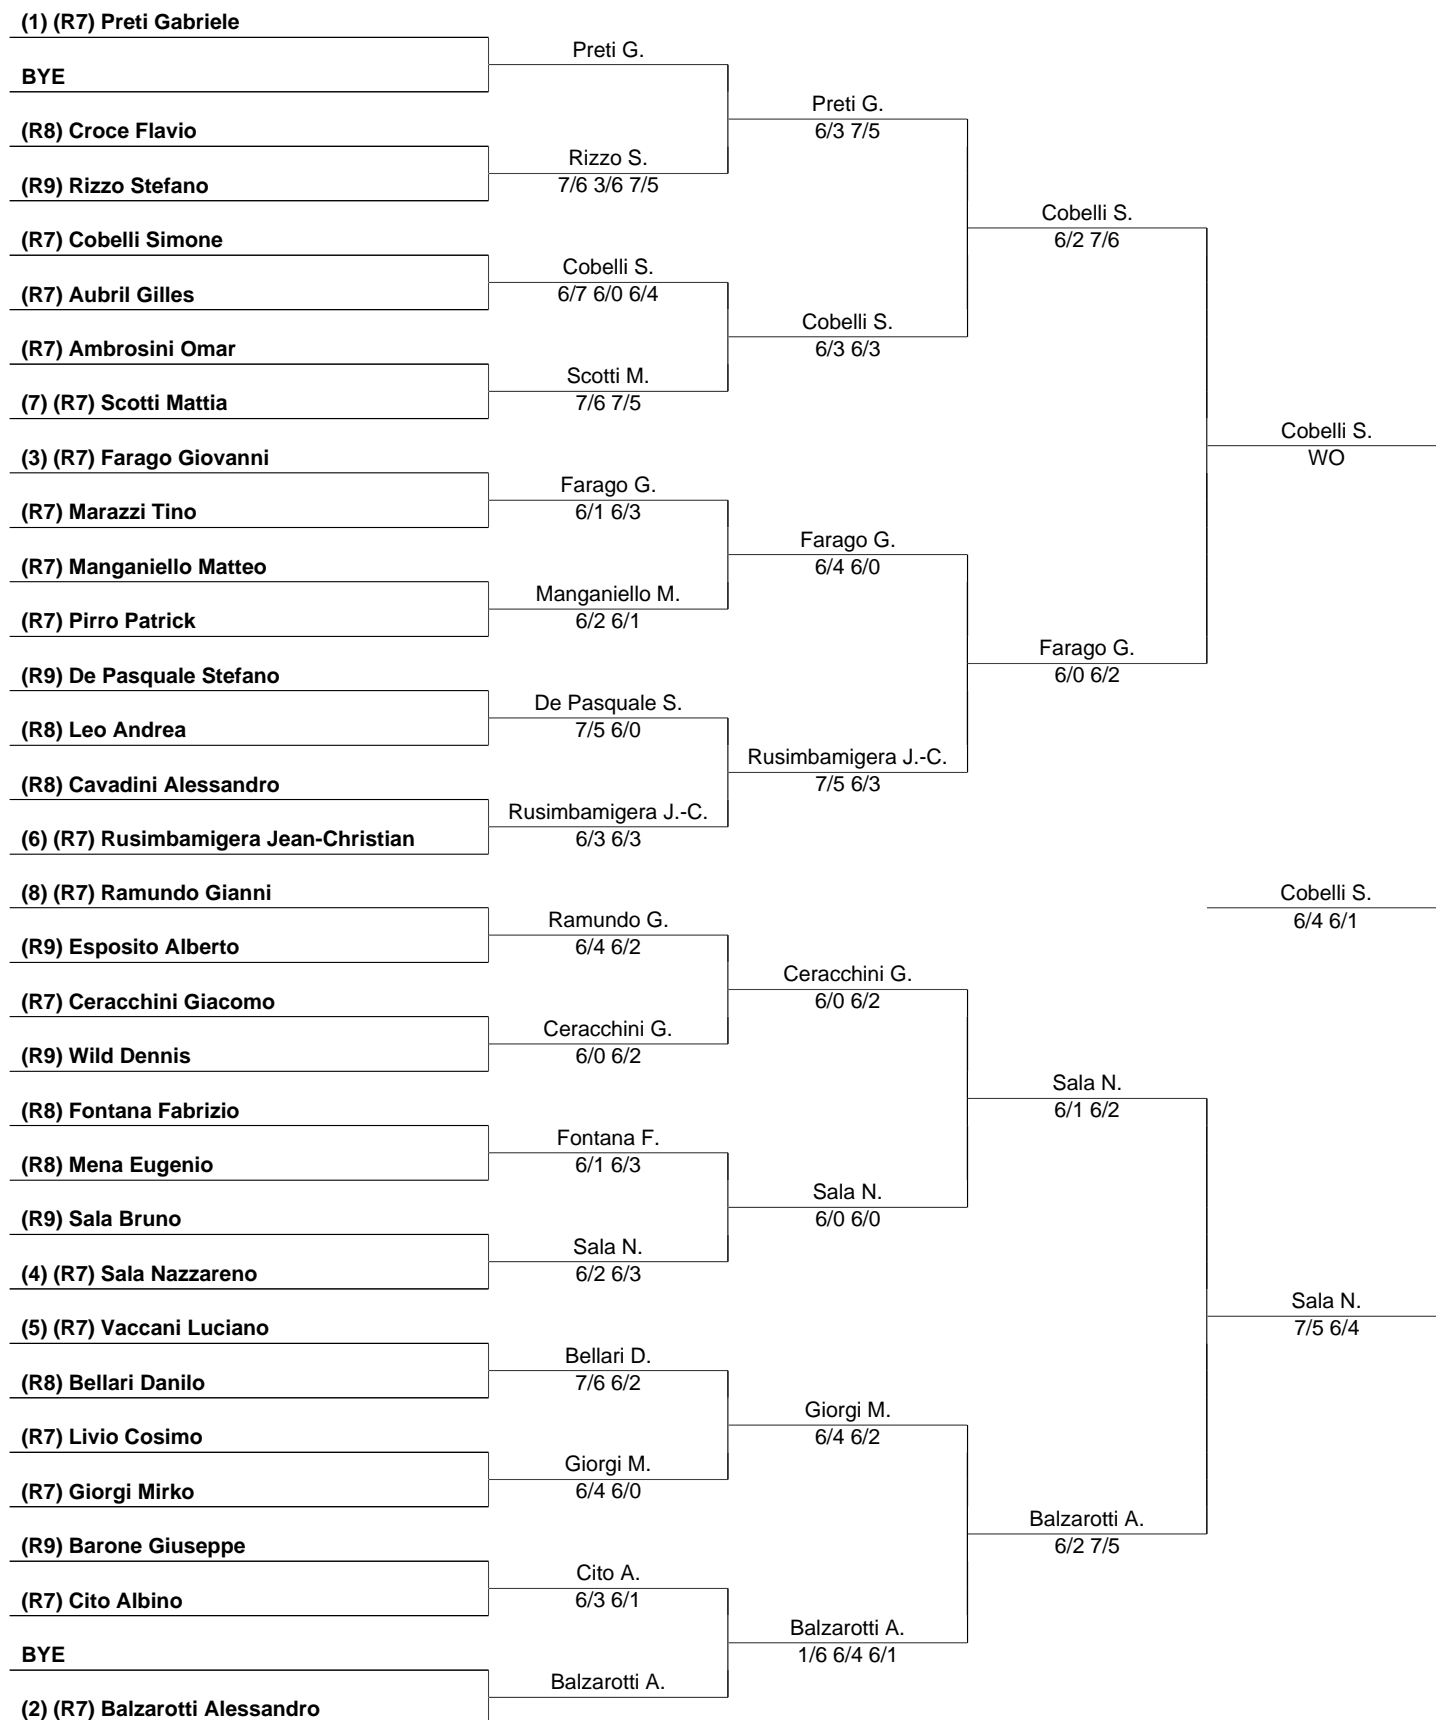 (1) (R7) Preti Gabriele
Preti G.
BYE
Preti G.
6/3 7/5
(R8) Croce Flavio
Rizzo S.
7/6 3/6 7/5
(R9) Rizzo Stefano
Cobelli S.
6/2 7/6
(R7) Cobelli Simone
Cobelli S.
6/7 6/0 6/4
(R7) Aubril Gilles
Cobelli S.
6/3 6/3
(R7) Ambrosini Omar
Scotti M.
7/6 7/5
(7) (R7) Scotti Mattia
Cobelli S.
WO
(3) (R7) Farago Giovanni
Farago G.
6/1 6/3
(R7) Marazzi Tino
Farago G.
6/4 6/0
(R7) Manganiello Matteo
Manganiello M.
6/2 6/1
(R7) Pirro Patrick
Farago G.
6/0 6/2
(R9) De Pasquale Stefano
De Pasquale S.
7/5 6/0
(R8) Leo Andrea
Rusimbamigera J.-C.
7/5 6/3
(R8) Cavadini Alessandro
Rusimbamigera J.-C.
6/3 6/3
(6) (R7) Rusimbamigera Jean-Christian
(8) (R7) Ramundo Gianni
Cobelli S.
6/4 6/1
Ramundo G.
6/4 6/2
(R9) Esposito Alberto
Ceracchini G.
6/0 6/2
(R7) Ceracchini Giacomo
Ceracchini G.
6/0 6/2
(R9) Wild Dennis
Sala N.
6/1 6/2
(R8) Fontana Fabrizio
Fontana F.
6/1 6/3
(R8) Mena Eugenio
Sala N.
6/0 6/0
(R9) Sala Bruno
Sala N.
6/2 6/3
(4) (R7) Sala Nazzareno
Sala N.
7/5 6/4
(5) (R7) Vaccani Luciano
Bellari D.
7/6 6/2
(R8) Bellari Danilo
Giorgi M.
6/4 6/2
(R7) Livio Cosimo
Giorgi M.
6/4 6/0
(R7) Giorgi Mirko
Balzarotti A.
6/2 7/5
(R9) Barone Giuseppe
Cito A.
6/3 6/1
(R7) Cito Albino
Balzarotti A.
1/6 6/4 6/1
BYE
Balzarotti A.
(2) (R7) Balzarotti Alessandro